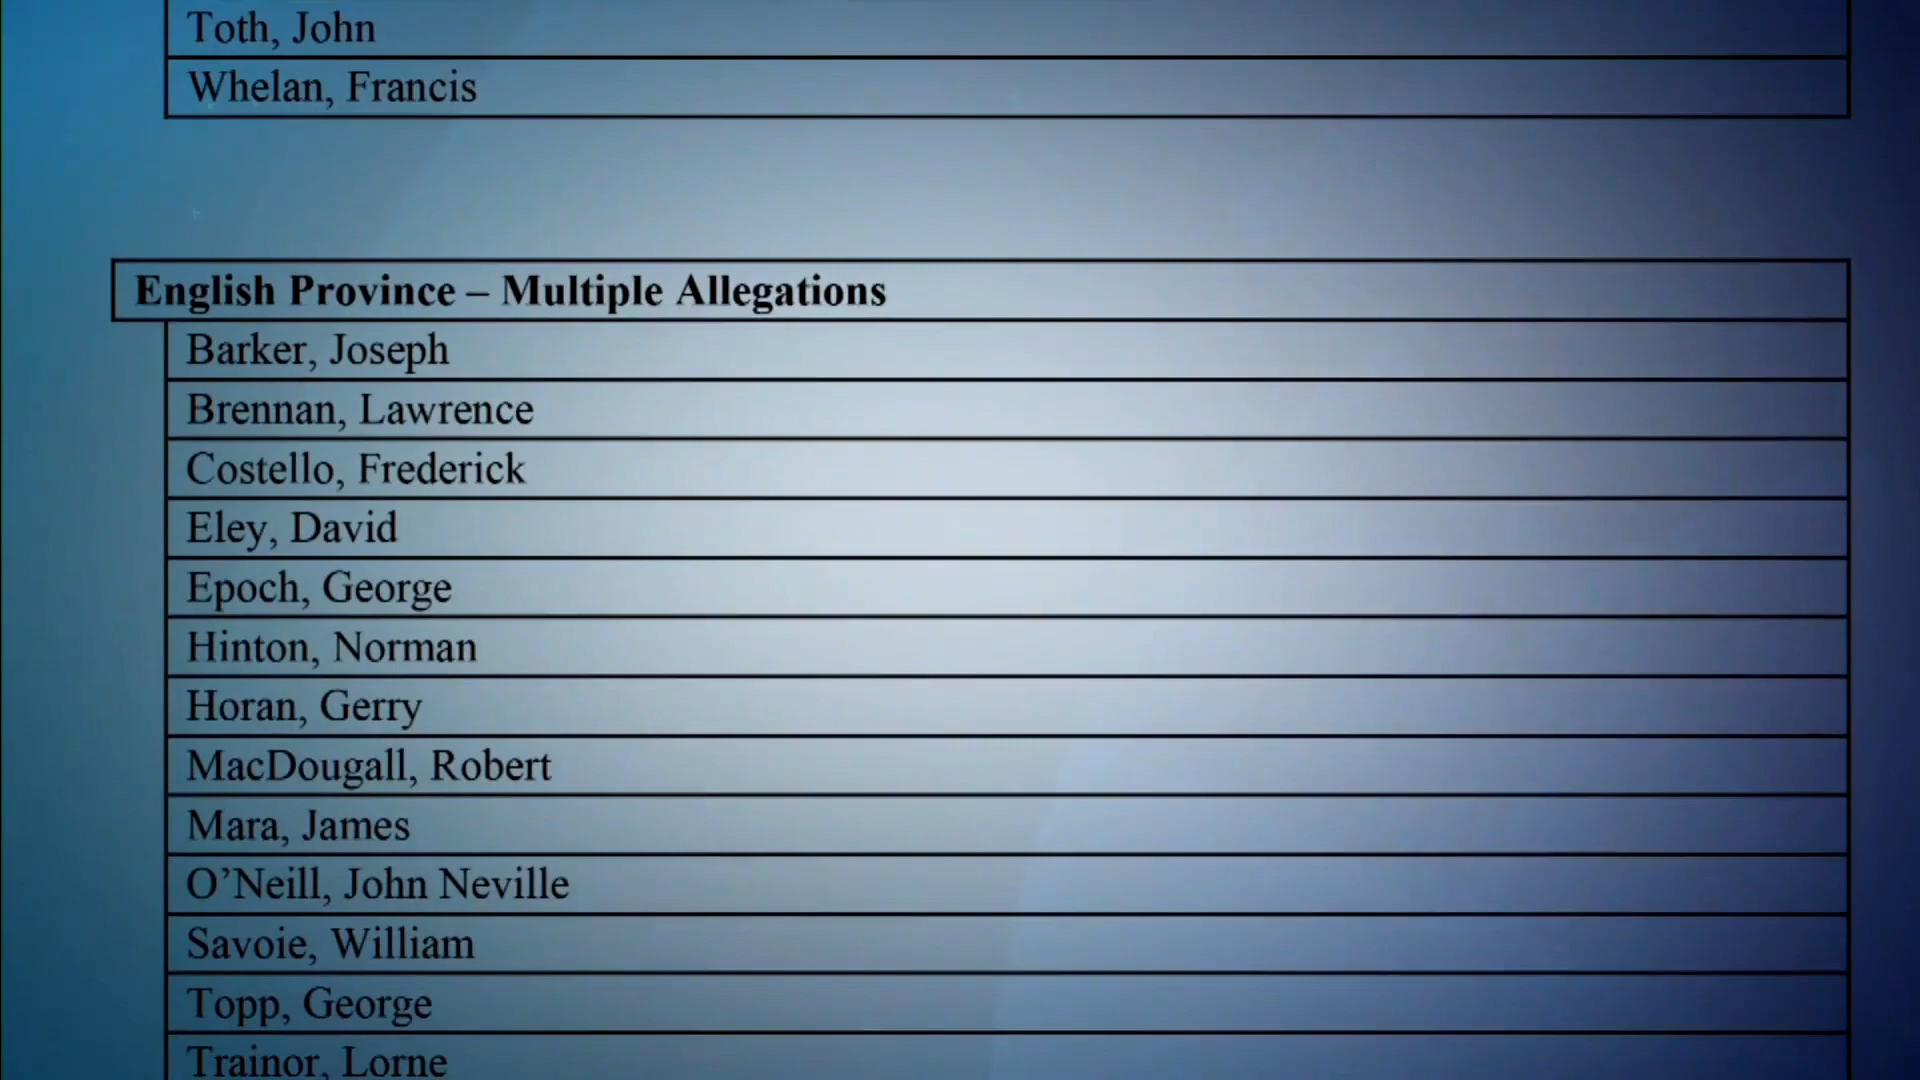 Toth, John
Whelan, Francis
English Province – Multiple Allegations
Barker, Joseph
Brennan, Lawrence
Costello, Frederick
Eley, David
Epoch, George
Hinton, Norman
Horan, Gerry
MacDougall, Robert
Mara, James
O’Neill, John Neville
Savoie, William
Topp, George
Trainor, Lorne